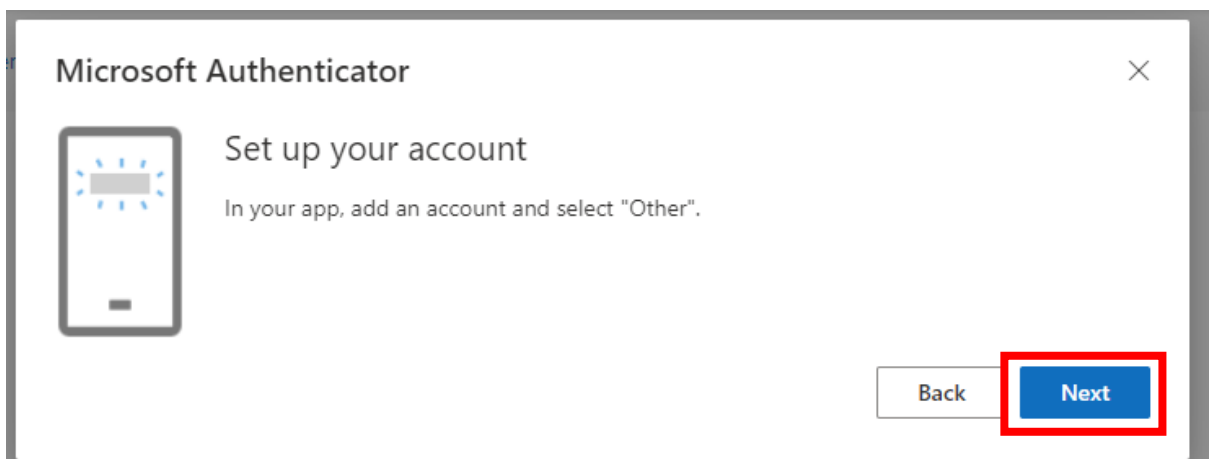 Microsoft Authenticator
Set up your account
In your app, add an account and select "Other".
Back
Next